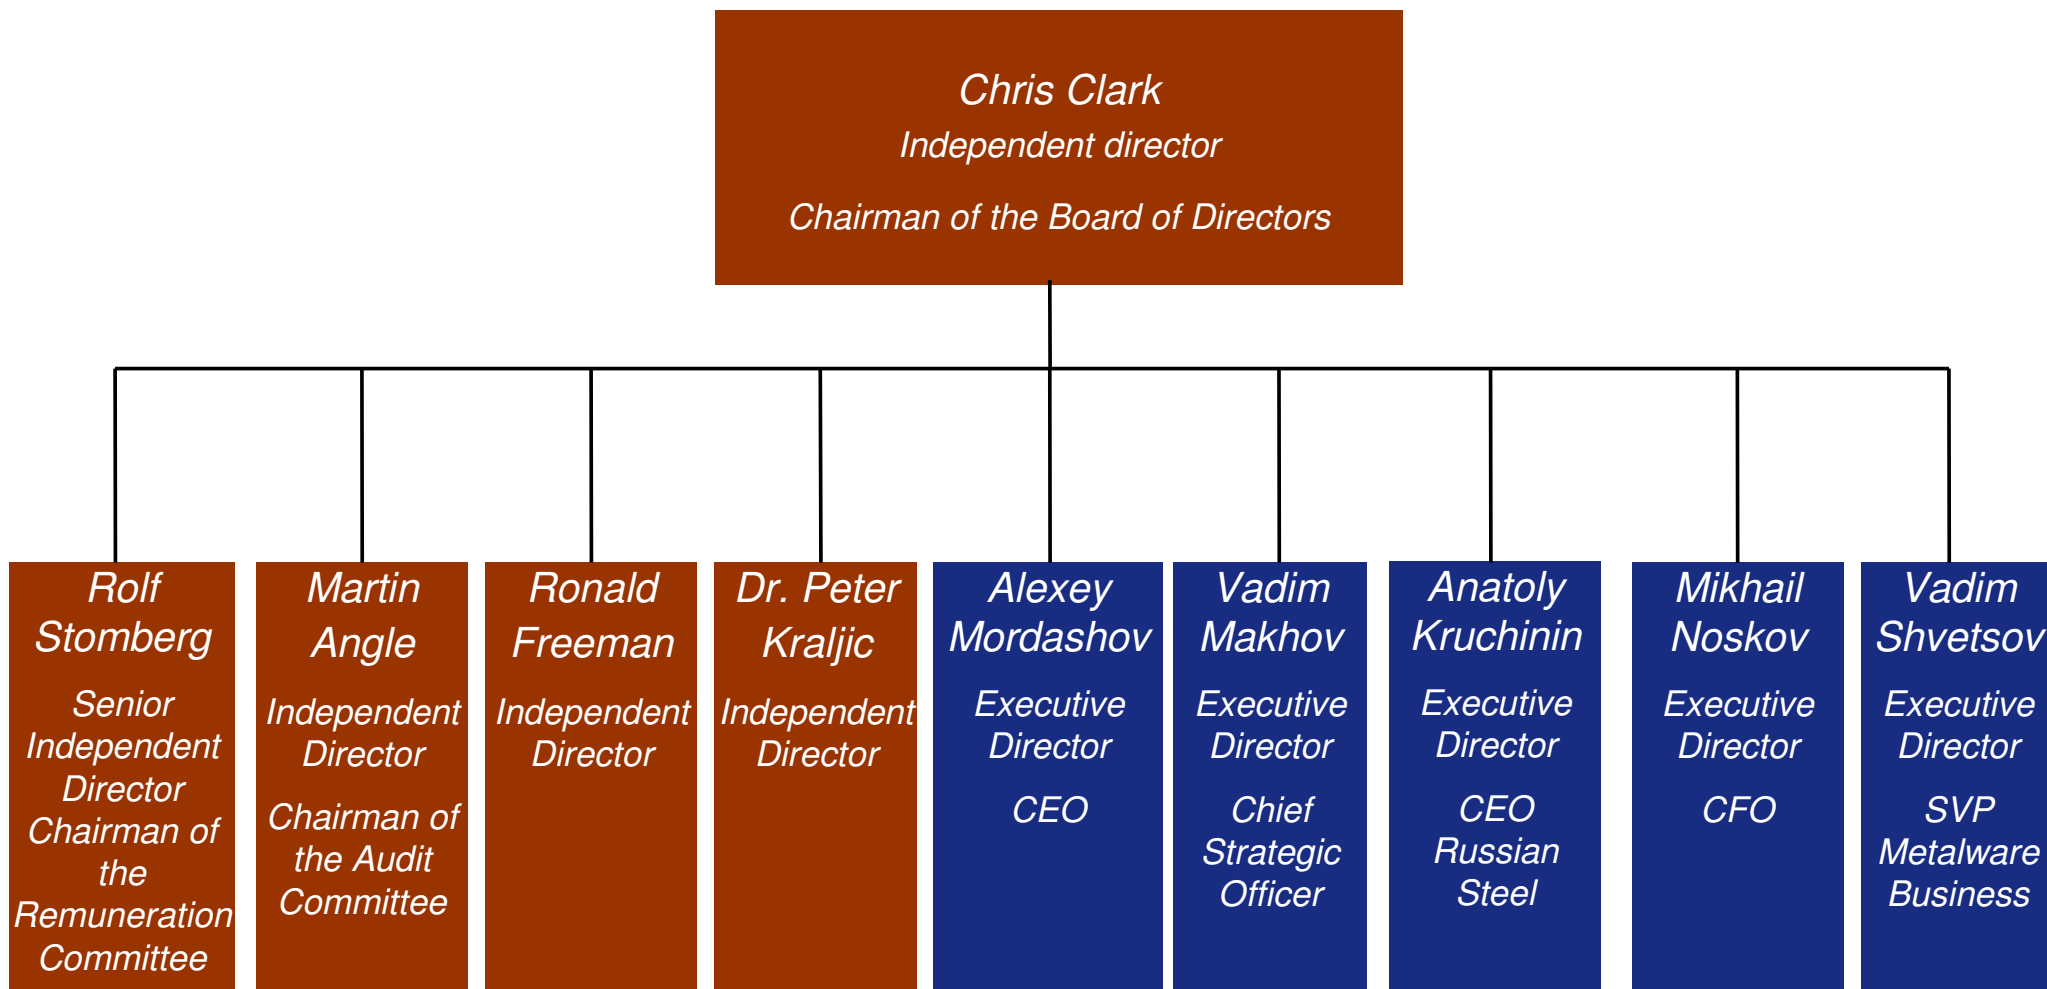 Chris Clark
Independent director
Chairman of the Board of Directors
Rolf
Stomberg
Senior
Independent
Director
Chairman of
the
Remuneration
Committee
Martin
Angle
Independent
Director
Chairman of
the Audit
Committee
Ronald
Freeman
Independent
Director
Dr. Peter
Kraljic
Independent
Director
Alexey
Mordashov
Executive
Director
CEO
Vadim
Makhov
Executive
Director
Chief
Strategic
Officer
Anatoly
Kruchinin
Executive
Director
CEO
Russian
Steel
Mikhail
Noskov
Executive
Director
CFO
Vadim
Shvetsov
Executive
Director
SVP
Metalware
Business